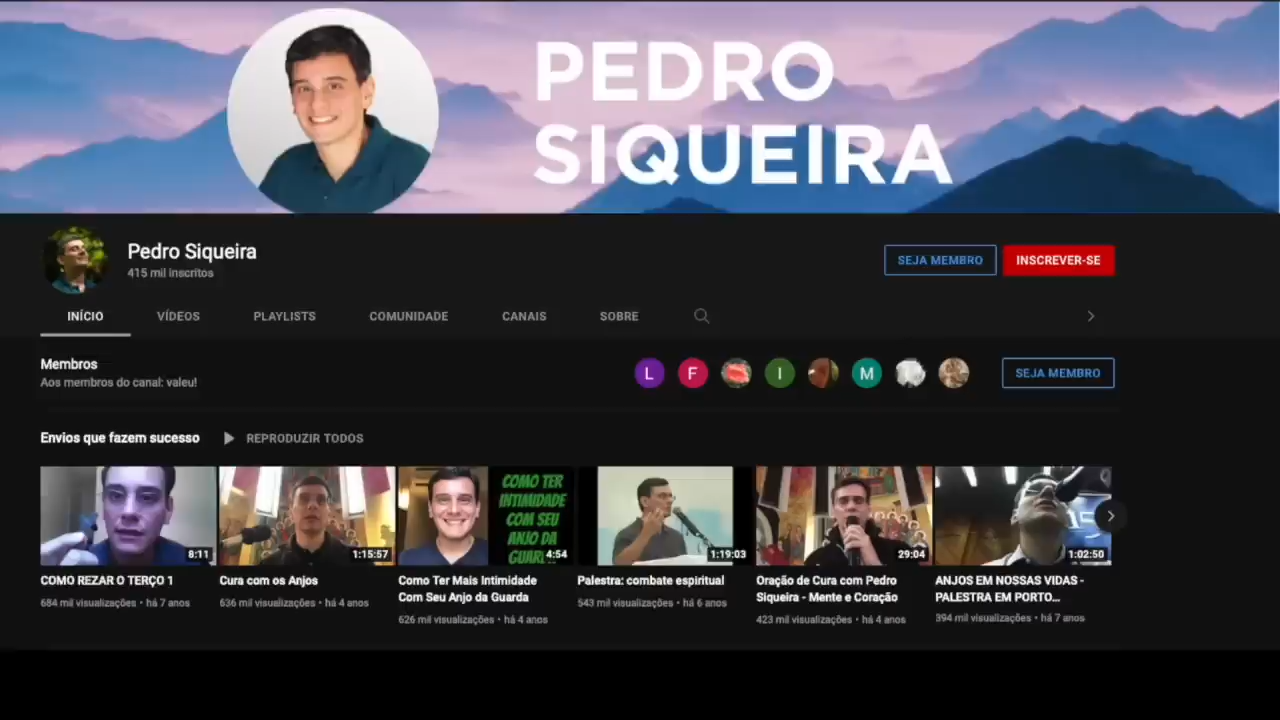 PEDRO
SIQUEIRA
Pedro Siqueira
415 mil inscritos
SEJA MEMBRO
INSCREVER-SE
INÍCIO
VÍDEOS
PLAYLISTS
COMUNIDADE
CANAIS
SOBRE
Membros
Aos membros do canal: valeu!
L
F
I
M
SEJA MEMBRO
Envios que fazem sucesso
REPRODUZIR TODOS
8:11
1:15:57
COMO TER
INTIMIDADE
COM SEU
ANJO DA
4:54
1:19:03
29:04
15
1:02:50
COMO REZAR O TERÇO 1
684 mil visualizações • há 7 anos
Cura com os Anjos
636 mil visualizações • há 4 anos
Como Ter Mais Intimidade
Com Seu Anjo da Guarda
626 mil visualizações • há 4 anos
Palestra: combate espiritual
543 mil visualizações • há 6 anos
Oração de Cura com Pedro
Siqueira - Mente e Coração
423 mil visualizações • há 4 anos
ANJOS EM NOSSAS VIDAS -
PALESTRA EM PORTO...
394 mil visualizações • há 7 anos